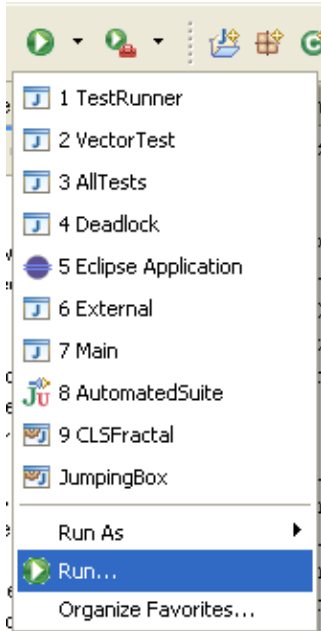 1 TestRunner
2 VectorTest
3 AllTests
4 Deadlock
5 Eclipse Application
6 External
7 Main
8 AutomatedSuite
9 CLSFractal
JumpingBox
Run As
Run...
Organize Favorites...